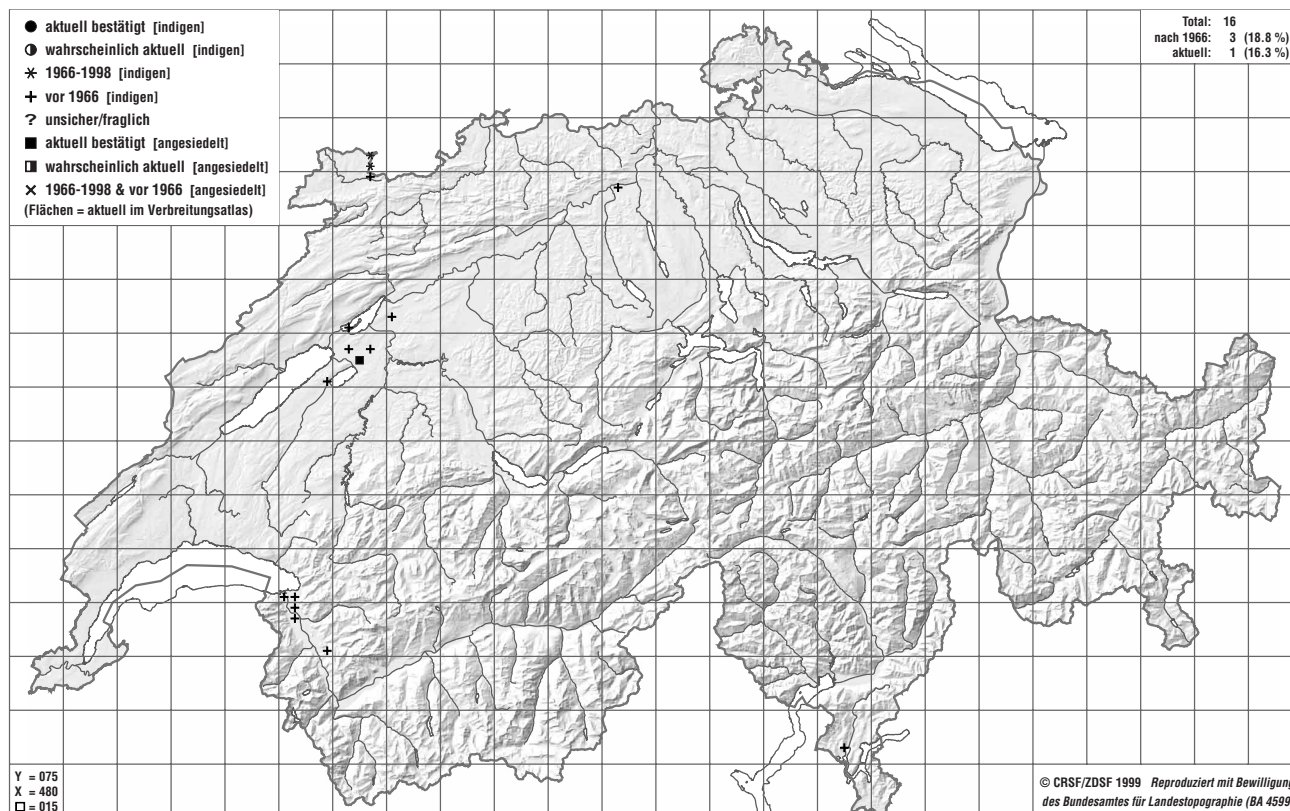 ● aktuell bestätigt [indigen]
◑ wahrscheinlich aktuell [indigen]
✳ 1966-1998 [indigen]
+ vor 1966 [indigen]
? unsicher/fraglich
■ aktuell bestätigt [angesiedelt]
◨ wahrscheinlich aktuell [angesiedelt]
× 1966-1998 & vor 1966 [angesiedelt]
(Flächen = aktuell im Verbreitungsatlas)
Total: 16
nach 1966: 3 (18.8 %)
aktuell: 1 (16.3 %)
Y = 075
X = 480
□ = 015
© CRSF/ZDSF 1999 Reproduziert mit Bewilligung
des Bundesamtes für Landestopographie (BA 4599